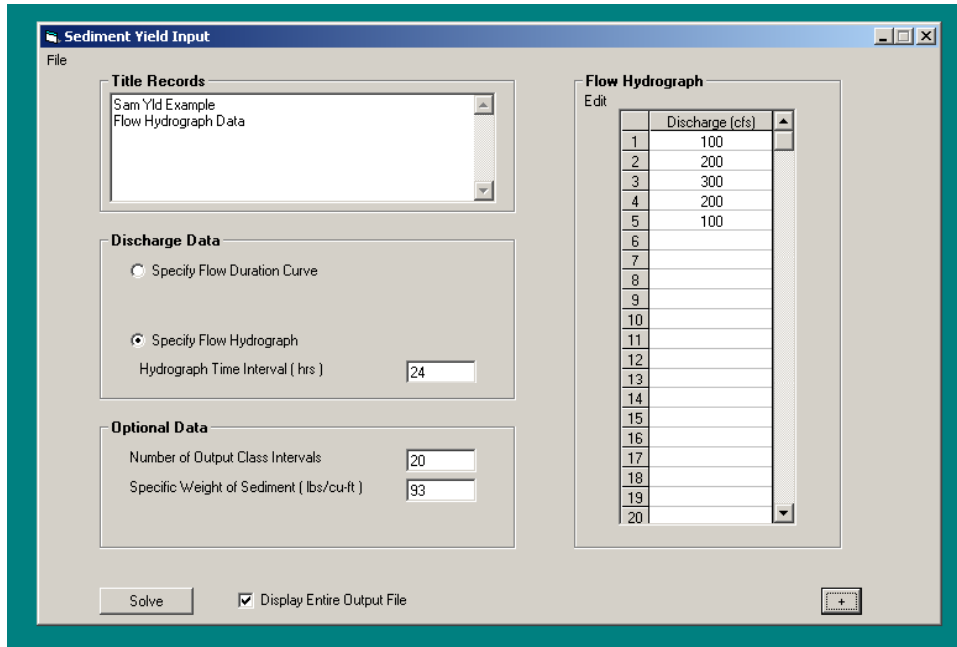 Sediment Yield Input
File
Title Records
Sam Yld Example
Flow Hydrograph Data
Discharge Data
Specify Flow Duration Curve
Specify Flow Hydrograph
Hydrograph Time Interval ( hrs ) 24
Optional Data
Number of Output Class Intervals 20
Specific Weight of Sediment ( lbs/cu-ft ) 93
Flow Hydrograph
Edit
Discharge (cfs)
1 100
2 200
3 300
4 200
5 100
6
7
8
9
10
11
12
13
14
15
16
17
18
19
20
Solve Display Entire Output File +